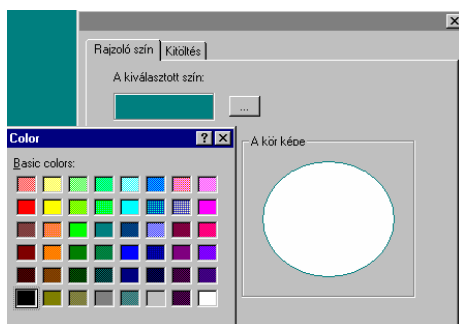 Rajzoló szín
Kitöltés
A kiválasztott szín:
...
Color
Basic colors:
A kör képe